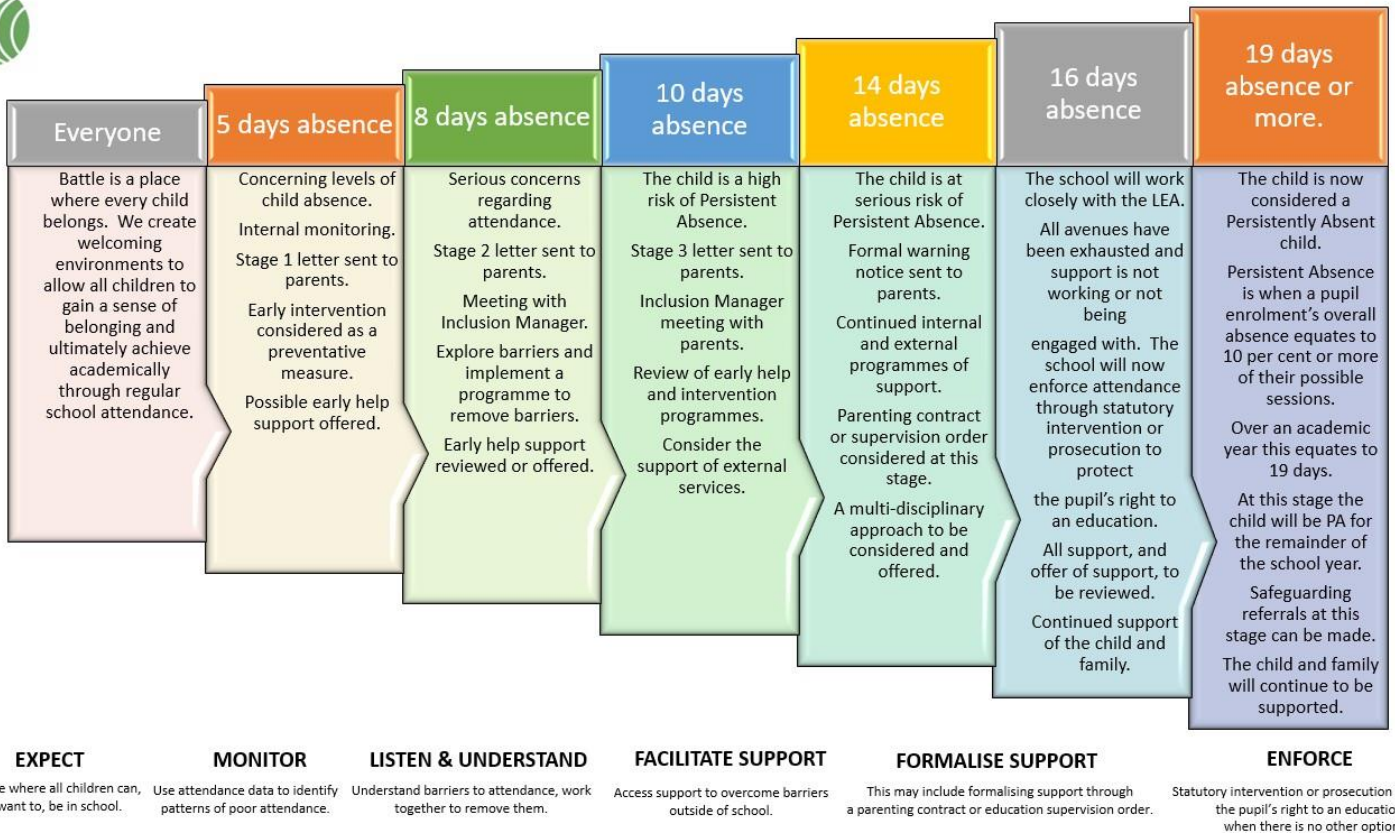 Everyone
Battle is a place
where every child
belongs. We create
welcoming
environments to
allow all children to
gain a sense of
belonging and
ultimately achieve
academically
through regular
school attendance.
5 days absence
Concerning levels of
child absence.
Internal monitoring.
Stage 1 letter sent to
parents.
Early intervention
considered as a
preventative
measure.
Possible early help
support offered.
8 days absence
Serious concerns
regarding
attendance.
Stage 2 letter sent to
parents.
Meeting with
Inclusion Manager.
Explore barriers and
implement a
programme to
remove barriers.
Early help support
reviewed or offered.
10 days
absence
The child is a high
risk of Persistent
Absence.
Stage 3 letter sent to
parents.
Inclusion Manager
meeting with
parents.
Review of early help
and intervention
programmes.
Consider the
support of external
services.
14 days
absence
The child is at
serious risk of
Persistent Absence.
Formal warning
notice sent to
parents.
Continued internal
and external
programmes of
support.
Parenting contract
or supervision order
considered at this
stage.
A multi-disciplinary
approach to be
considered and
offered.
16 days
absence
The school will work
closely with the LEA.
All avenues have
been exhausted and
support is not
working or not
being
engaged with. The
school will now
enforce attendance
through statutory
intervention or
prosecution to
protect
the pupil's right to
an education.
All support, and
offer of support, to
be reviewed.
Continued support
of the child and
family.
19 days
absence or
more.
The child is now
considered a
Persistently Absent
child.
Persistent Absence
is when a pupil
enrolment's overall
absence equates to
10 per cent or more
of their possible
sessions.
Over an academic
year this equates to
19 days.
At this stage the
child will be PA for
the remainder of
the school year.
Safeguarding
referrals at this
stage can be made.
The child and family
will continue to be
supported.
EXPECT
where all children can,
want to, be in school.
MONITOR
Use attendance data to identify
patterns of poor attendance.
LISTEN & UNDERSTAND
Understand barriers to attendance, work
together to remove them.
FACILITATE SUPPORT
Access support to overcome barriers
outside of school.
FORMALISE SUPPORT
This may include formalising support through
a parenting contract or education supervision order.
ENFORCE
Statutory intervention or prosecution
the pupil's right to an
when there is no other